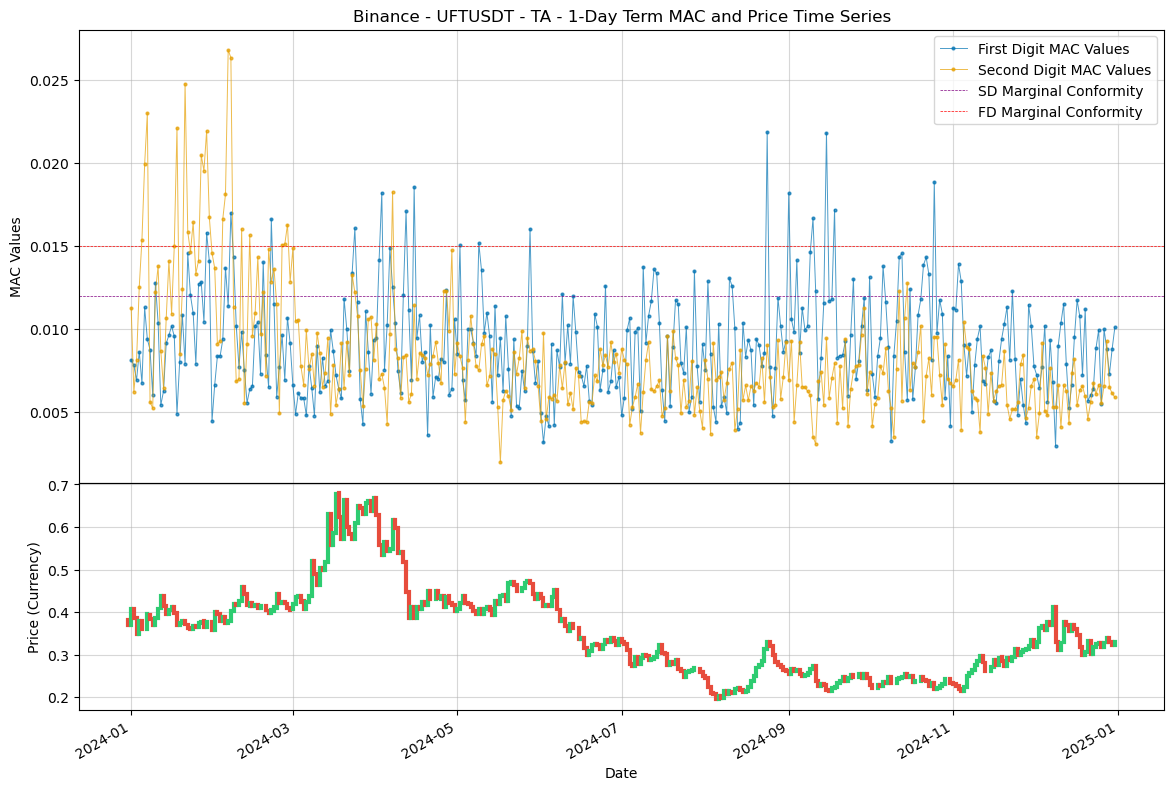 Binance - UFTUSDT - TA - 1-Day Term MAC and Price Time Series
First Digit MAC Values
Second Digit MAC Values
SD Marginal Conformity
FD Marginal Conformity
MAC Values
0.025
0.020
0.015
0.010
0.005
Price (Currency)
0.7
0.6
0.5
0.4
0.3
0.2
2024-01
2024-03
2024-05
2024-07
2024-09
2024-11
2025-01
Date